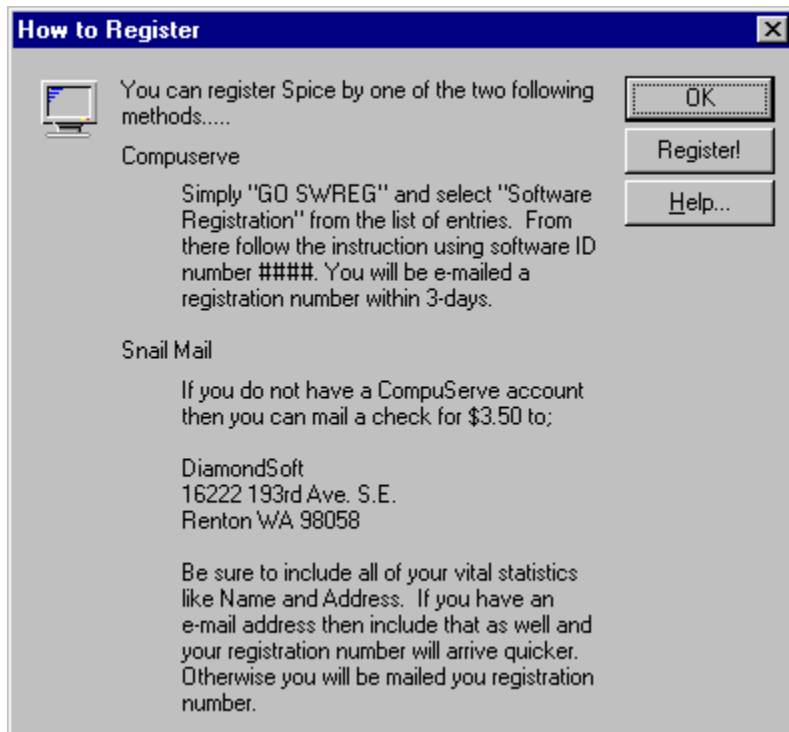 How to Register
You can register Spice by one of the two following
methods.....
OK
Register!
Help...
Compuserve
Simply "GO SWREG" and select "Software
Registration" from the list of entries.  From
there follow the instruction using software ID
number ####. You will be e-mailed a
registration number within 3-days.
Snail Mail
If you do not have a CompuServe account
then you can mail a check for $3.50 to;
DiamondSoft
16222 193rd Ave. S.E.
Renton WA 98058
Be sure to include all of your vital statistics
like Name and Address.  If you have an
e-mail address then include that as well and
your registration number will arrive quicker.
Otherwise you will be mailed you registration
number.